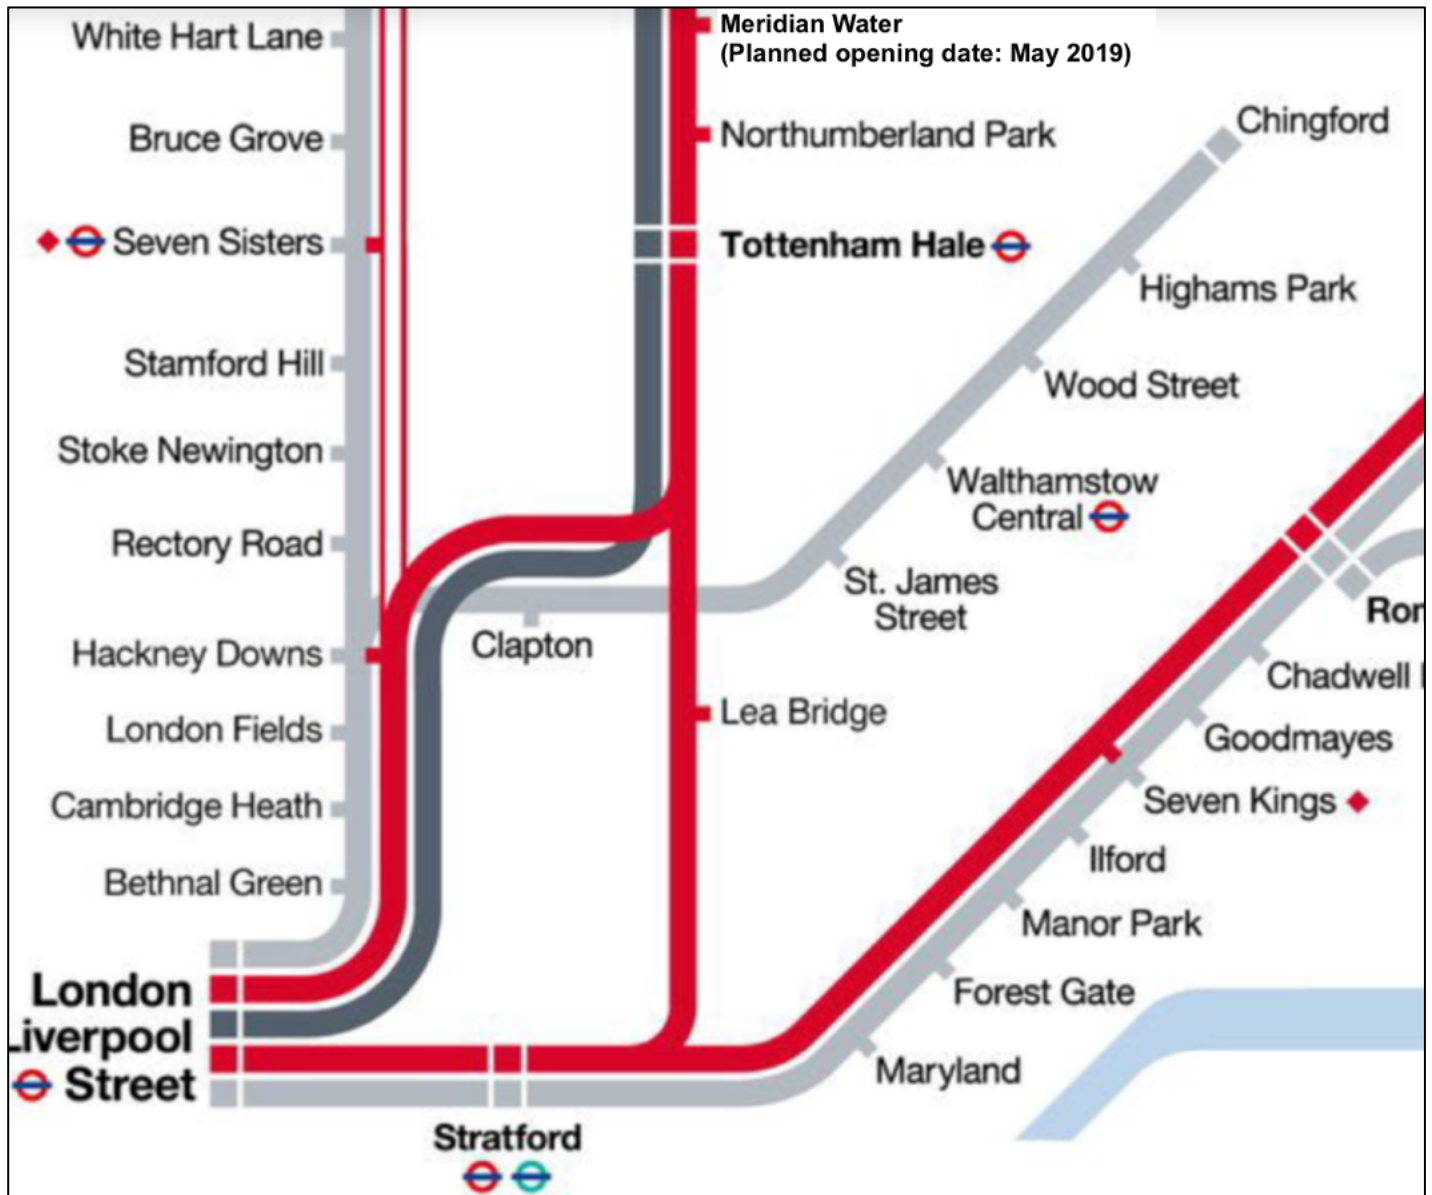 White Hart Lane
Bruce Grove
Seven Sisters
Stamford Hill
Stoke Newington
Rectory Road
Hackney Downs
London Fields
Cambridge Heath
Bethnal Green
London
Liverpool
Street
Stratford
Meridian Water
(Planned opening date: May 2019)
Northumberland Park
Tottenham Hale
Clapton
Lea Bridge
Chingford
Highams Park
Wood Street
Walthamstow
Central
St. James
Street
Chadwell
Goodmayes
Seven Kings
Ilford
Manor Park
Forest Gate
Maryland